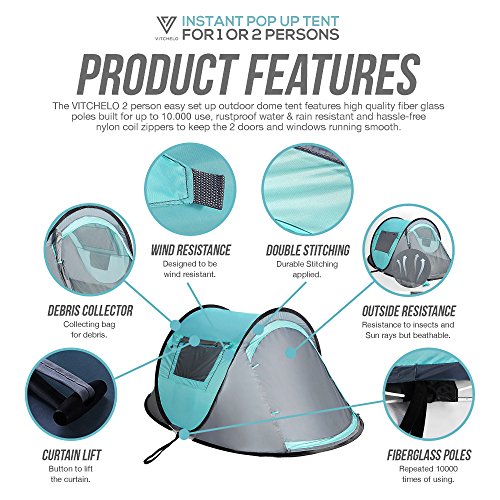 VITCHELO
INSTANT POP UP TENT
FOR 1 OR 2 PERSONS
PRODUCT FEATURES
The VITCHELO 2 person easy set up outdoor dome tent features high quality fiber glass
poles built for up to 10.000 use, rustproof water & rain resistant and hassle-free
nylon coil zippers to keep the 2 doors and windows running smooth.
WIND RESISTANCE
Designed to be
wind resistant.
DOUBLE STITCHING
Durable Stitching
applied.
DEBRIS COLLECTOR
Collecting bag
for debris.
OUTSIDE RESISTANCE
Resistance to insects and
Sun rays but breathable.
CURTAIN LIFT
Button to lift
the curtain.
FIBERGLASS POLES
Repeated 10000
times of using.